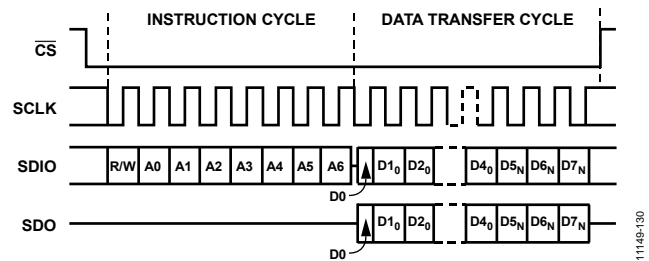 INSTRUCTION CYCLE DATA TRANSFER CYCLE
CS
SCLK
SDIO R/W A0 A1 A2 A3 A4 A5 A6 D1₀ D2₀ D4₀ D5N D6N D7N
D0
SDO D1₀ D2₀ D4₀ D5N D6N D7N
D0
11149-130